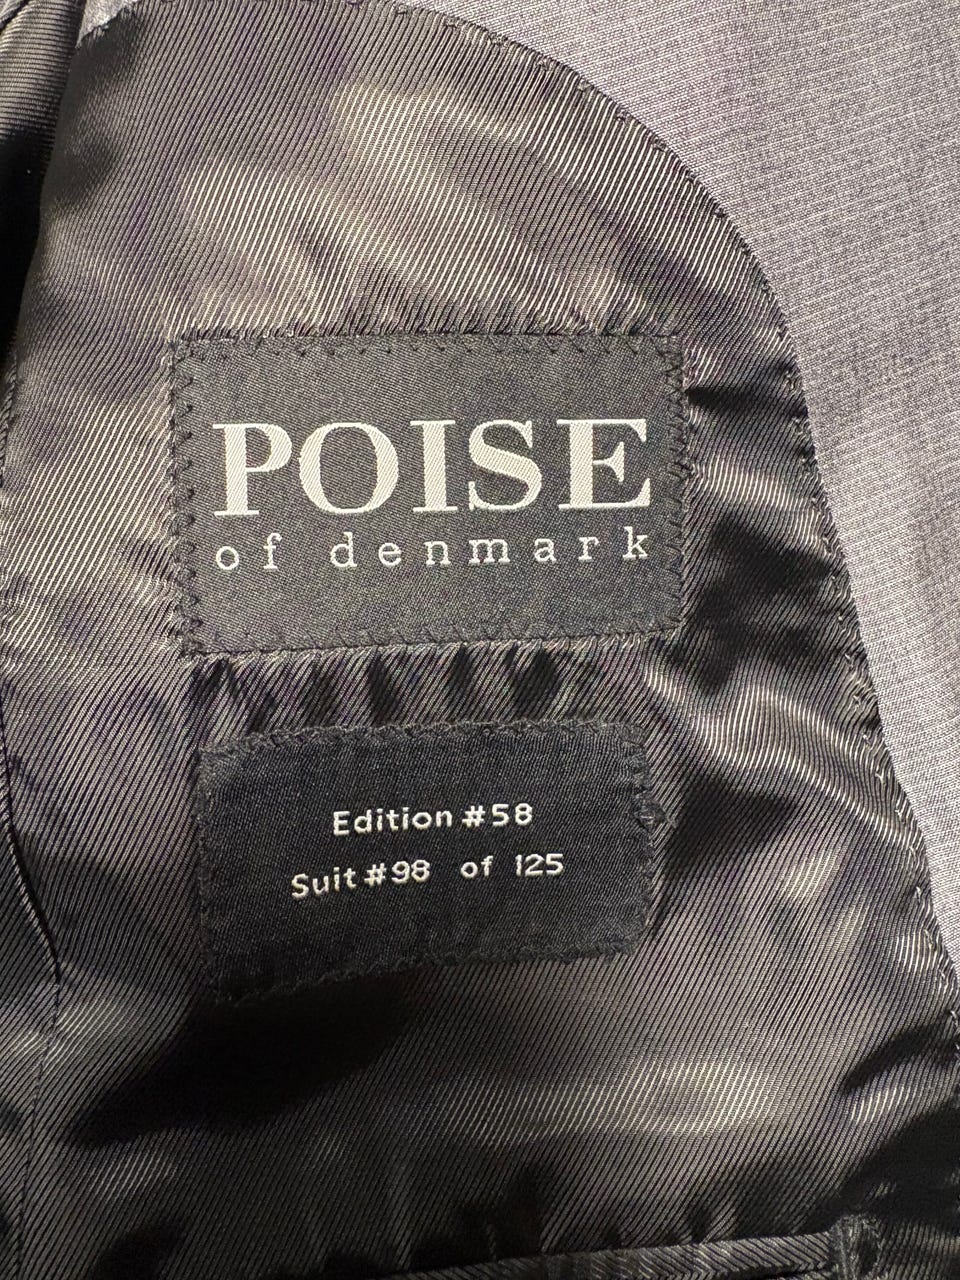 POISE
of denmark
Edition #58
Suit #98 of 125